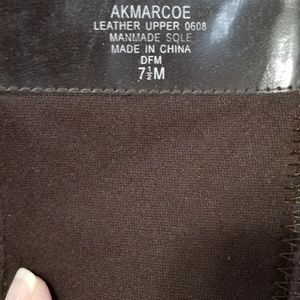 AKMARCOE
LEATHER UPPER 0608
MANMADE SOLE
MADE IN CHINA
DFM
7½M